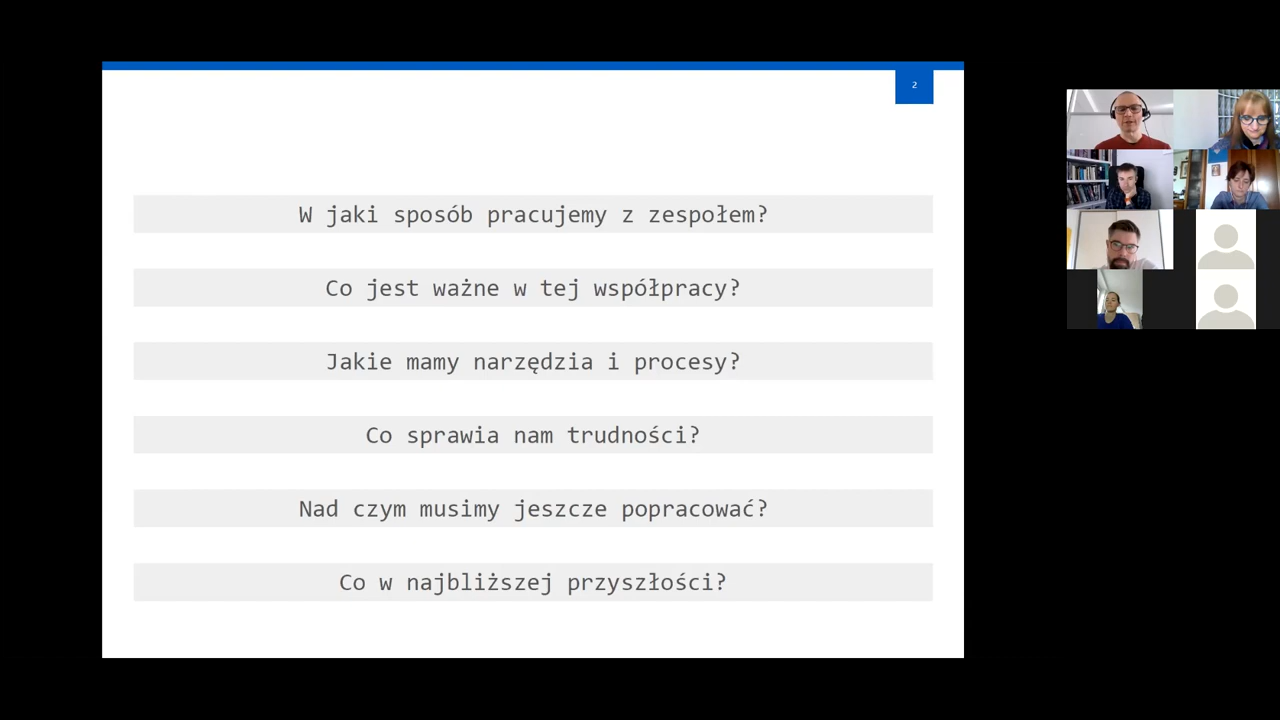 2
W jaki sposób pracujemy z zespołem?
Co jest ważne w tej współpracy?
Jakie mamy narzędzia i procesy?
Co sprawia nam trudności?
Nad czym musimy jeszcze popracować?
Co w najbliższej przyszłości?